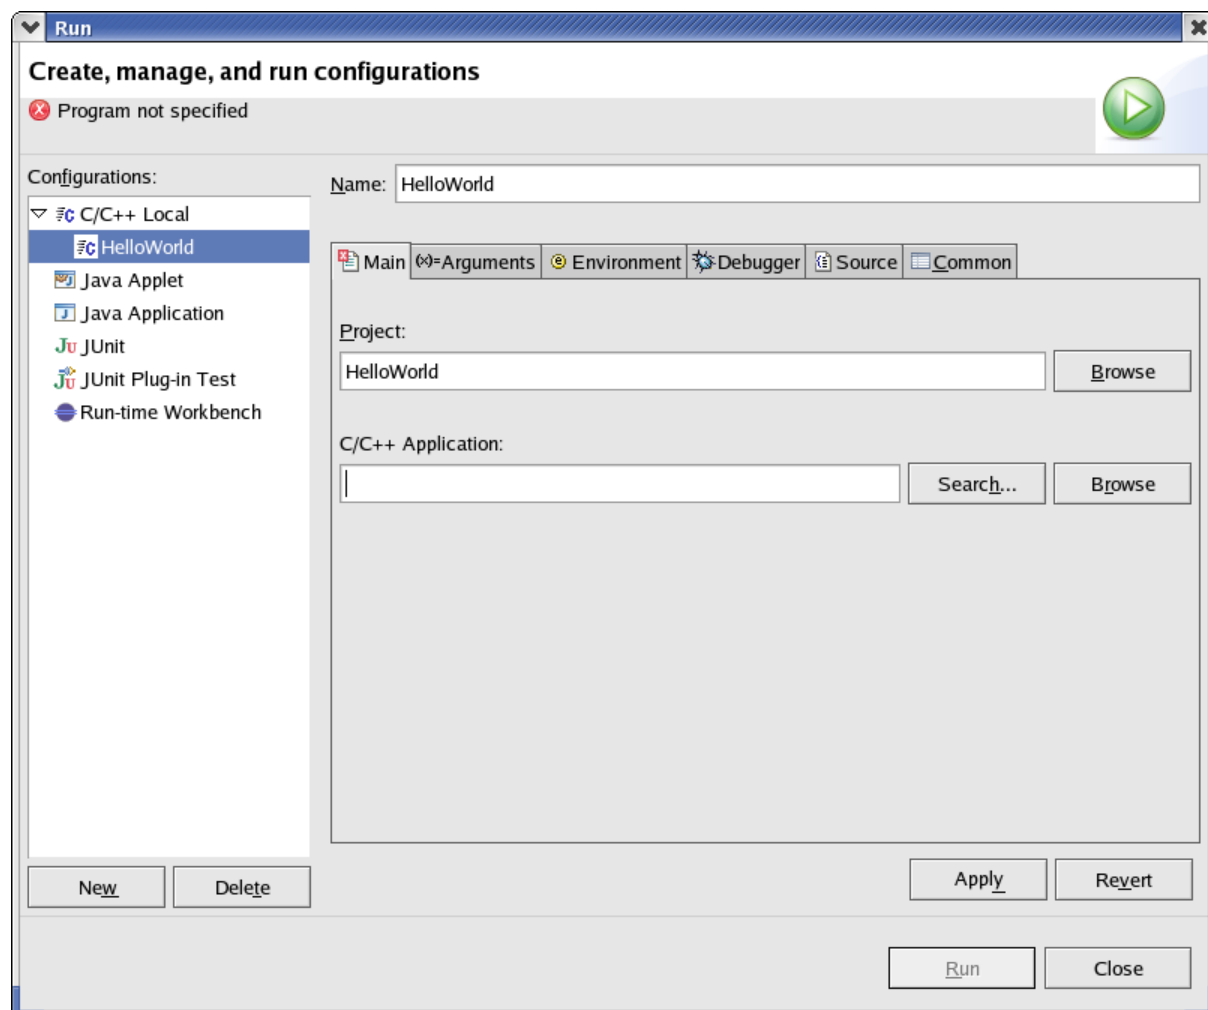 Run
Create, manage, and run configurations
Program not specified
Configurations:
C/C++ Local
HelloWorld
Java Applet
Java Application
JUnit
JUnit Plug-in Test
Run-time Workbench
New
Delete
Name: HelloWorld
Main (x)= Arguments Environment Debugger Source Common
Project:
HelloWorld Browse
C/C++ Application:
Search... Browse
Apply Revert
Run Close